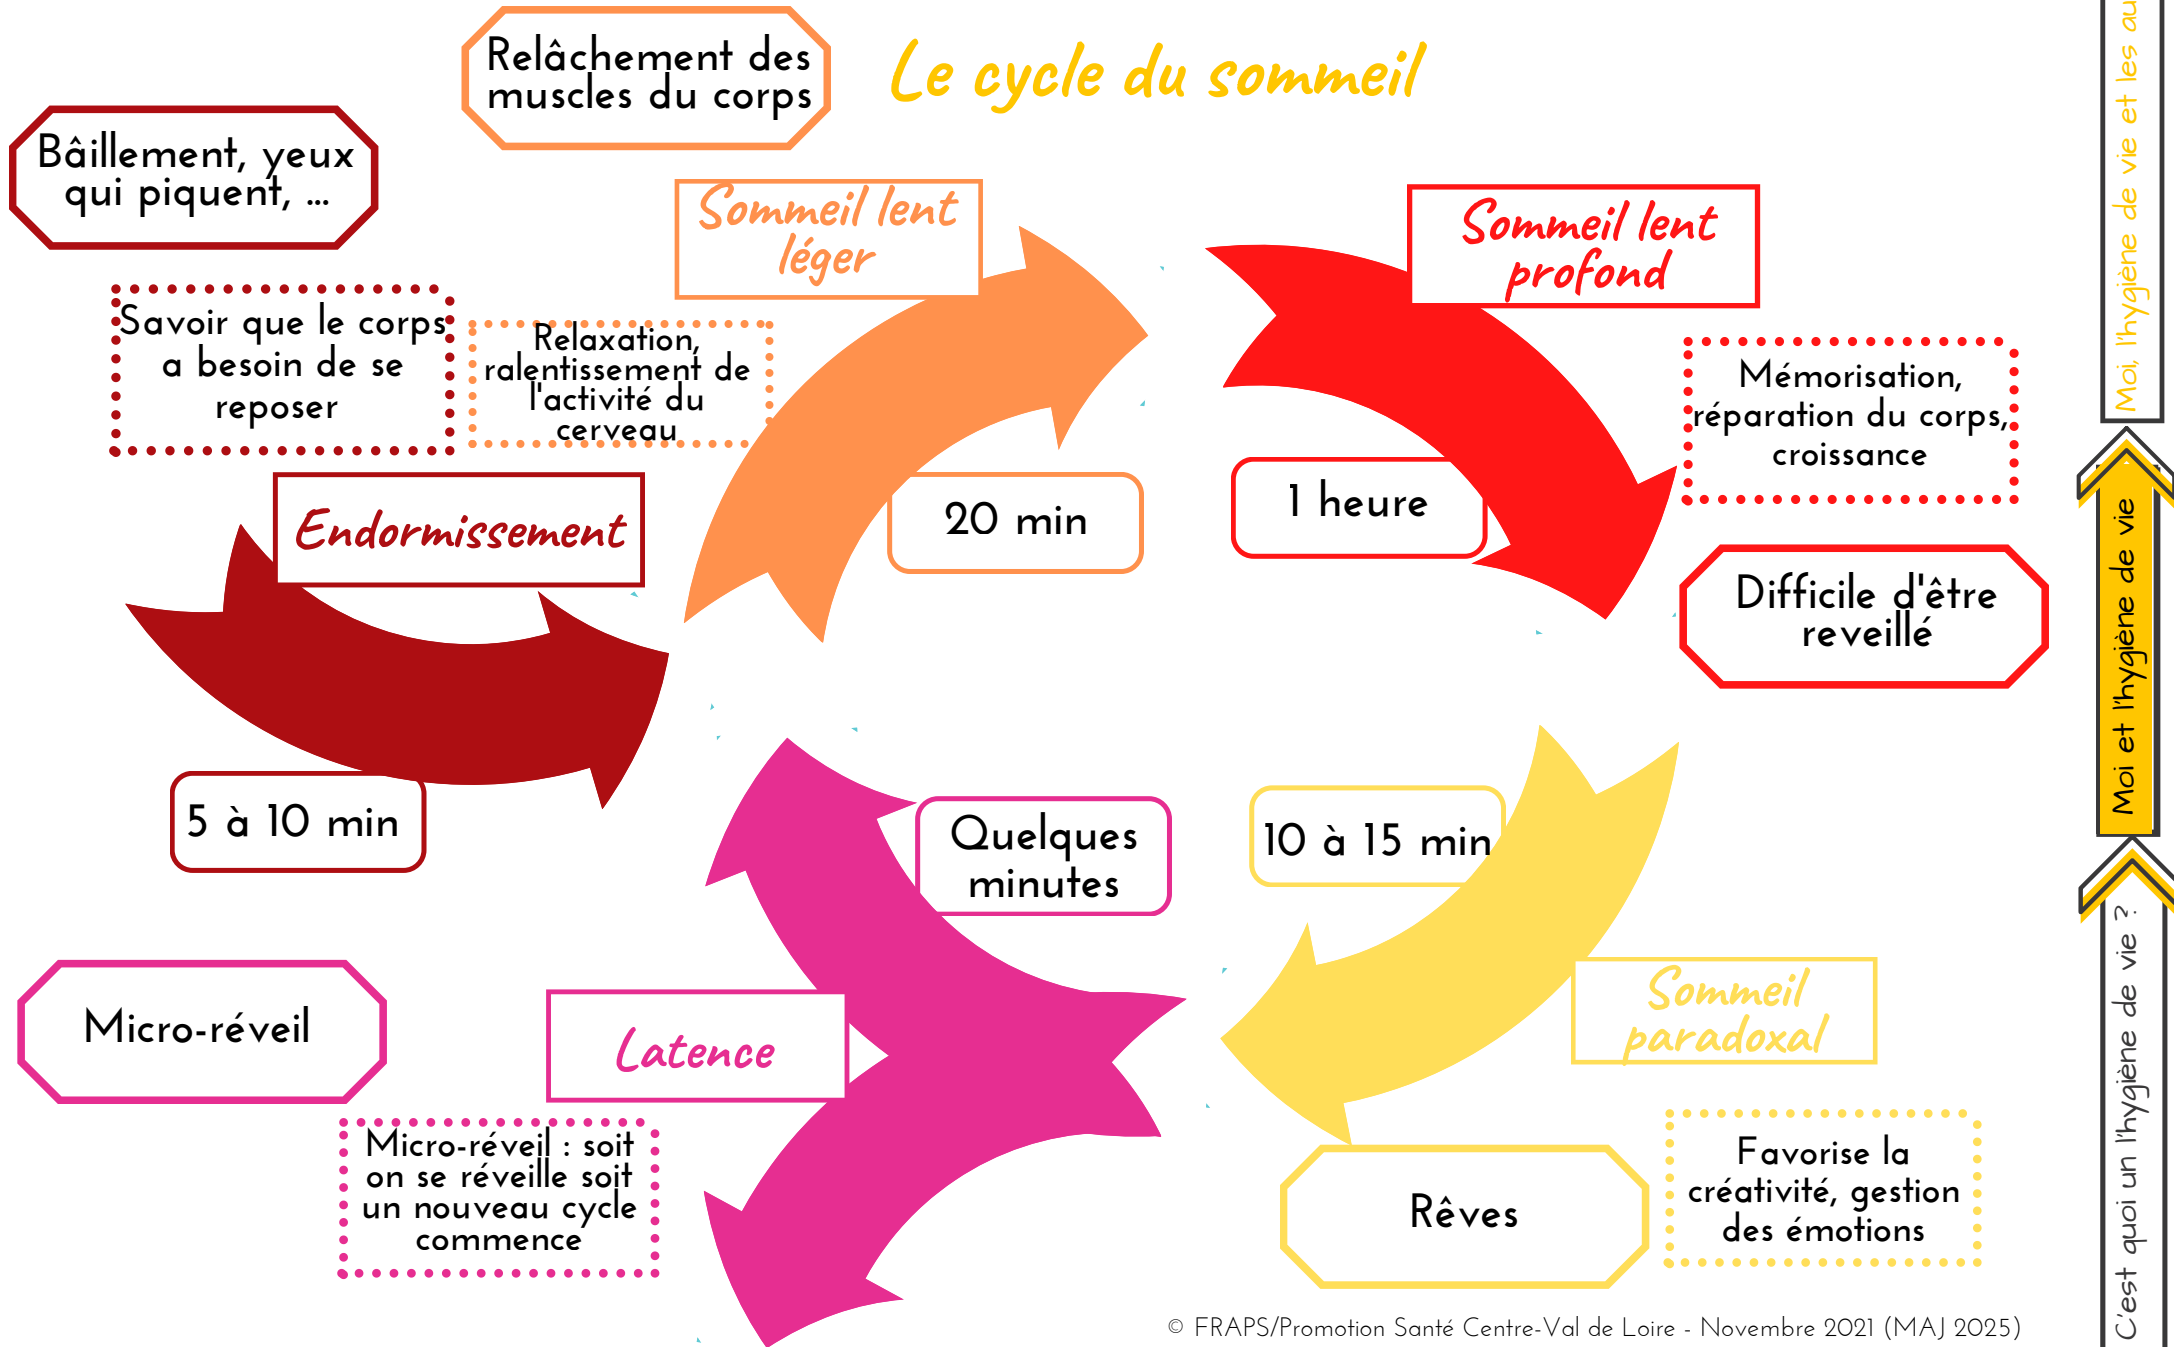 Le cycle du sommeil
Relâchement des
muscles du corps
Bâillement, yeux
qui piquent, ...
Sommeil lent
léger
Sommeil lent
profond
Savoir que le corps
a besoin de se
reposer
Relaxation,
ralentissement de
l'activité du
cerveau
Mémorisation,
réparation du corps,
croissance
Endormissement
20 min
1 heure
Difficile d'être
reveillé
5 à 10 min
Quelques
minutes
10 à 15 min
Micro-réveil
Latence
Sommeil
paradoxal
Micro-réveil : soit
on se réveille soit
un nouveau cycle
commence
Rêves
Favorise la
créativité, gestion
des émotions
© FRAPS/Promotion Santé Centre-Val de Loire - Novembre 2021 (MAJ 2025)
Moi, l'hygiène de vie et les au
Moi et l'hygiène de vie
C'est quoi un l'hygiène de vie ?